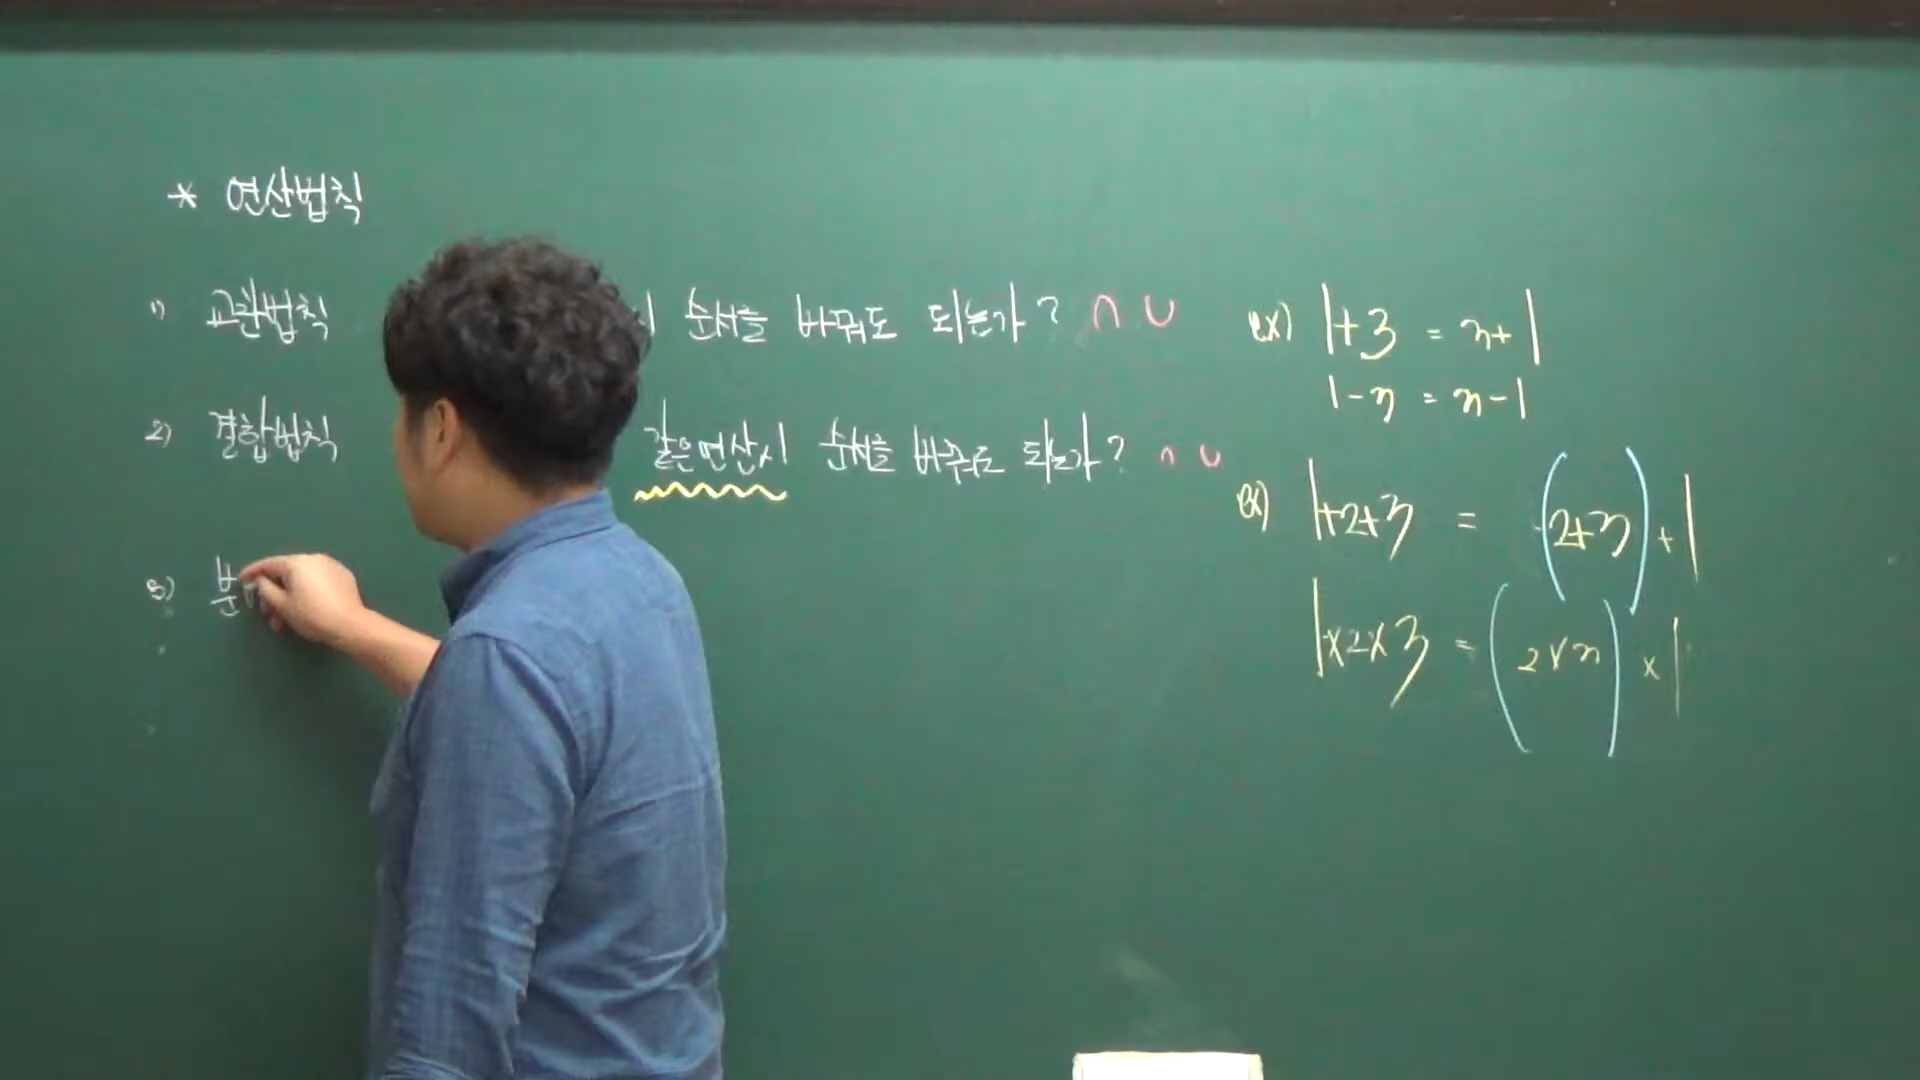 * 연산법칙
1) 교환법칙 시 순서를 바꿔도 되는가? ∩ ∪
ex) 1+3 = 3+1
1-3 = 3-1
2) 결합법칙 같은연산시 순서를 바꿔도 되는가? ∩ ∪
ex) 1+2+3 = (2+3)+1
1×2×3 = (2×3)×1
3) 분